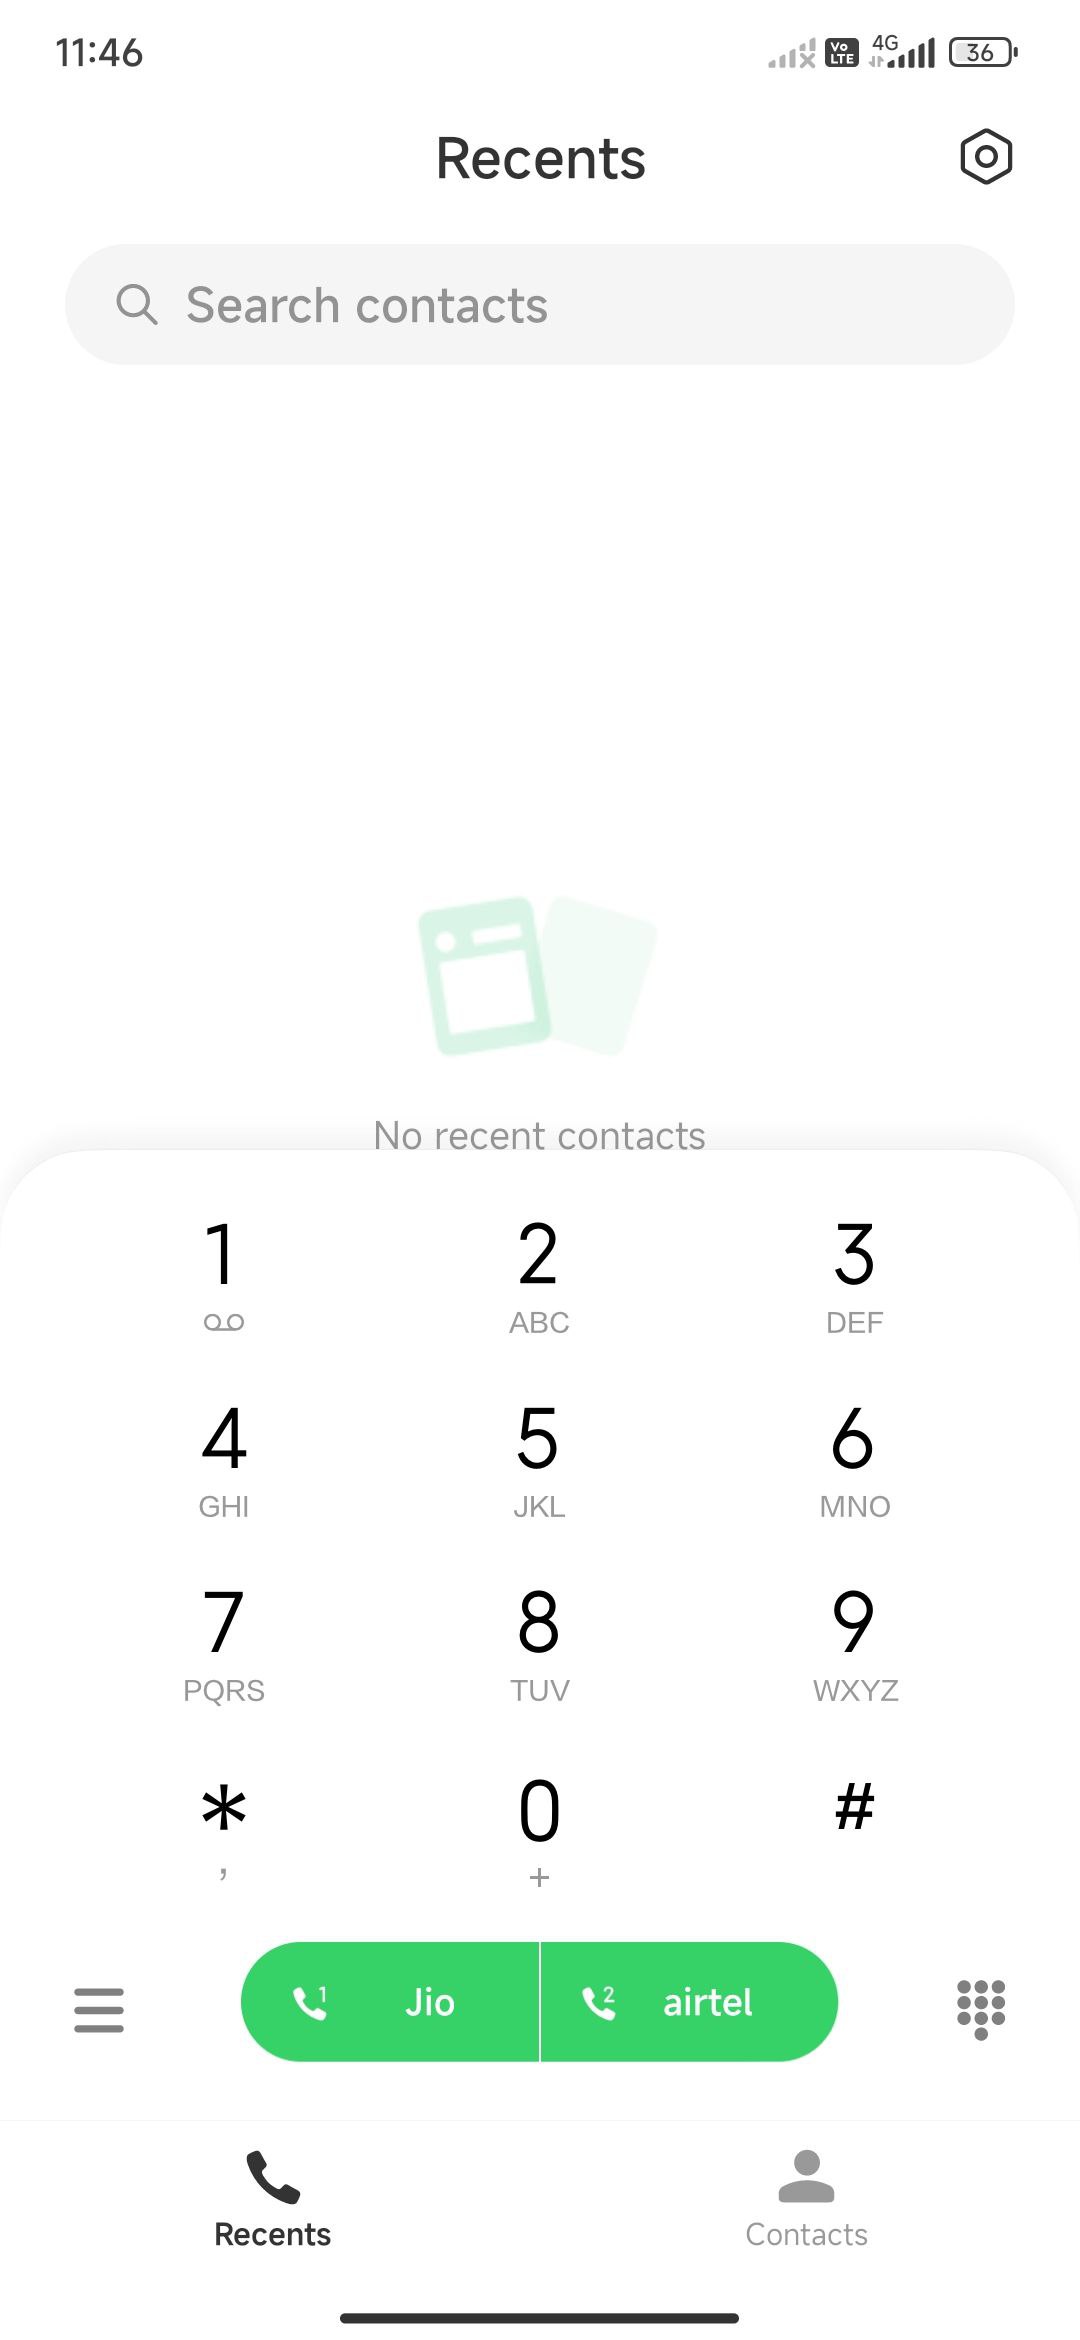 11:46 Vo LTE 4G 36
Recents
Search contacts
No recent contacts
1 2 3
ABC DEF
4 5 6
GHI JKL MNO
7 8 9
PQRS TUV WXYZ
* 0 #
, +
1 Jio 2 airtel
Recents Contacts